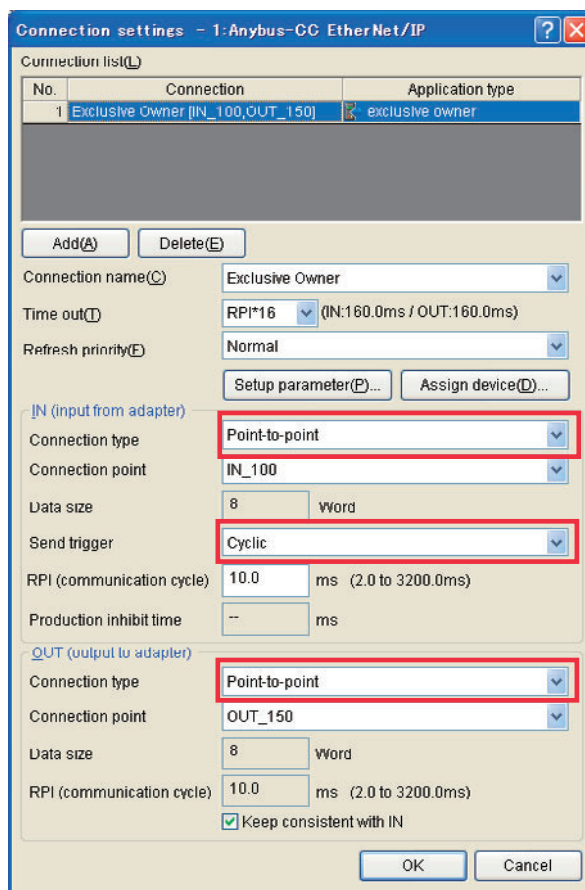 Connection settings - 1:Anybus-CC EtherNet/IP
Connection list(L)
No. Connection Application type
1 Exclusive Owner [IN_100,OUT_150] exclusive owner
Add(A) Delete(E)
Connection name(C) Exclusive Owner
Time out(T) RPI*16 (IN:160.0ms / OUT:160.0ms)
Refresh priority(F) Normal
Setup parameter(P)... Assign device(D)...
IN (input from adapter)
Connection type Point-to-point
Connection point IN_100
Data size 8 Word
Send trigger Cyclic
RPI (communication cycle) 10.0 ms (2.0 to 3200.0ms)
Production inhibit time -- ms
OUT (output to adapter)
Connection type Point-to-point
Connection point OUT_150
Data size 8 Word
RPI (communication cycle) 10.0 ms (2.0 to 3200.0ms)
Keep consistent with IN
OK Cancel